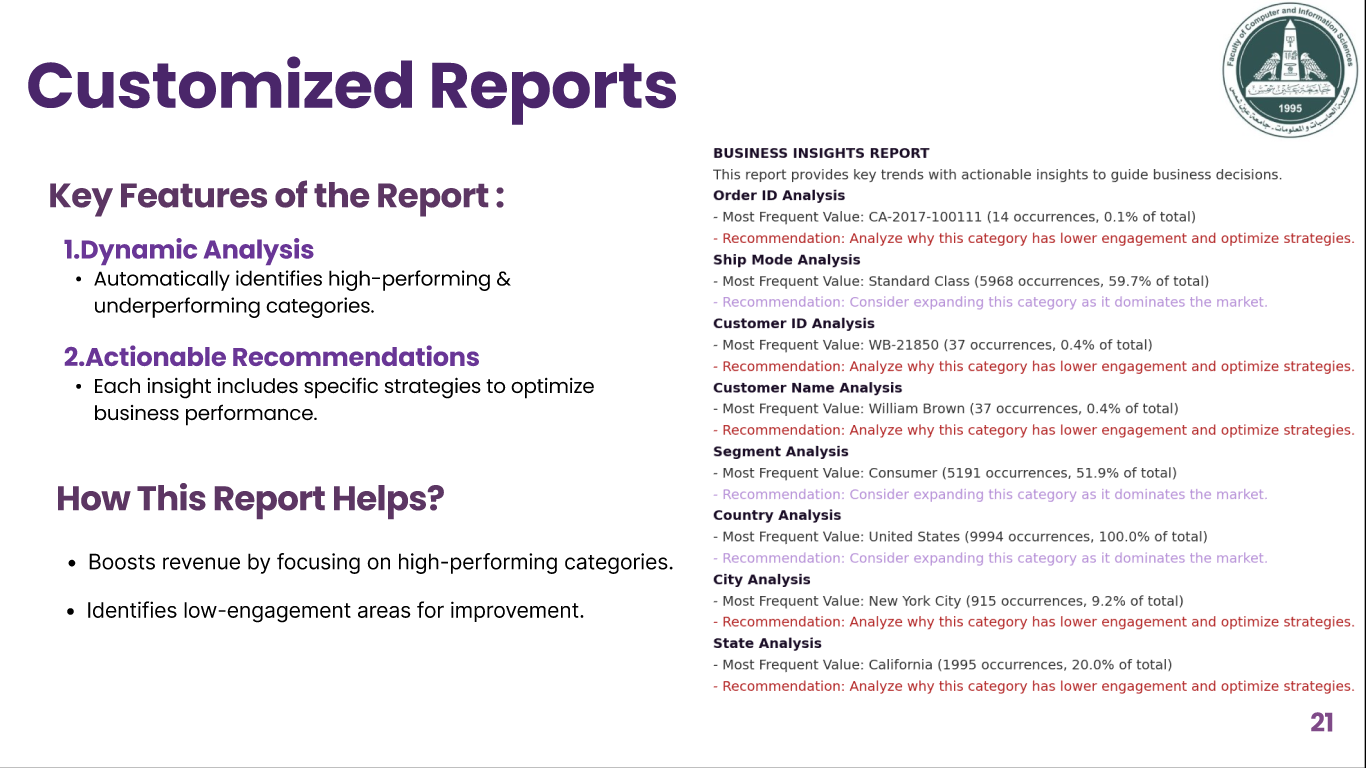 Customized Reports
Faculty of Computer and Information Sciences
1995
كلية الحاسبات والمعلومات - جامعة عين شمس
Key Features of the Report :
1.Dynamic Analysis
• Automatically identifies high-performing &
underperforming categories.
2.Actionable Recommendations
• Each insight includes specific strategies to optimize
business performance.
How This Report Helps?
• Boosts revenue by focusing on high-performing categories.
• Identifies low-engagement areas for improvement.
BUSINESS INSIGHTS REPORT
This report provides key trends with actionable insights to guide business decisions.
Order ID Analysis
- Most Frequent Value: CA-2017-100111 (14 occurrences, 0.1% of total)
- Recommendation: Analyze why this category has lower engagement and optimize strategies.
Ship Mode Analysis
- Most Frequent Value: Standard Class (5968 occurrences, 59.7% of total)
- Recommendation: Consider expanding this category as it dominates the market.
Customer ID Analysis
- Most Frequent Value: WB-21850 (37 occurrences, 0.4% of total)
- Recommendation: Analyze why this category has lower engagement and optimize strategies.
Customer Name Analysis
- Most Frequent Value: William Brown (37 occurrences, 0.4% of total)
- Recommendation: Analyze why this category has lower engagement and optimize strategies.
Segment Analysis
- Most Frequent Value: Consumer (5191 occurrences, 51.9% of total)
- Recommendation: Consider expanding this category as it dominates the market.
Country Analysis
- Most Frequent Value: United States (9994 occurrences, 100.0% of total)
- Recommendation: Consider expanding this category as it dominates the market.
City Analysis
- Most Frequent Value: New York City (915 occurrences, 9.2% of total)
- Recommendation: Analyze why this category has lower engagement and optimize strategies.
State Analysis
- Most Frequent Value: California (1995 occurrences, 20.0% of total)
- Recommendation: Analyze why this category has lower engagement and optimize strategies.
21